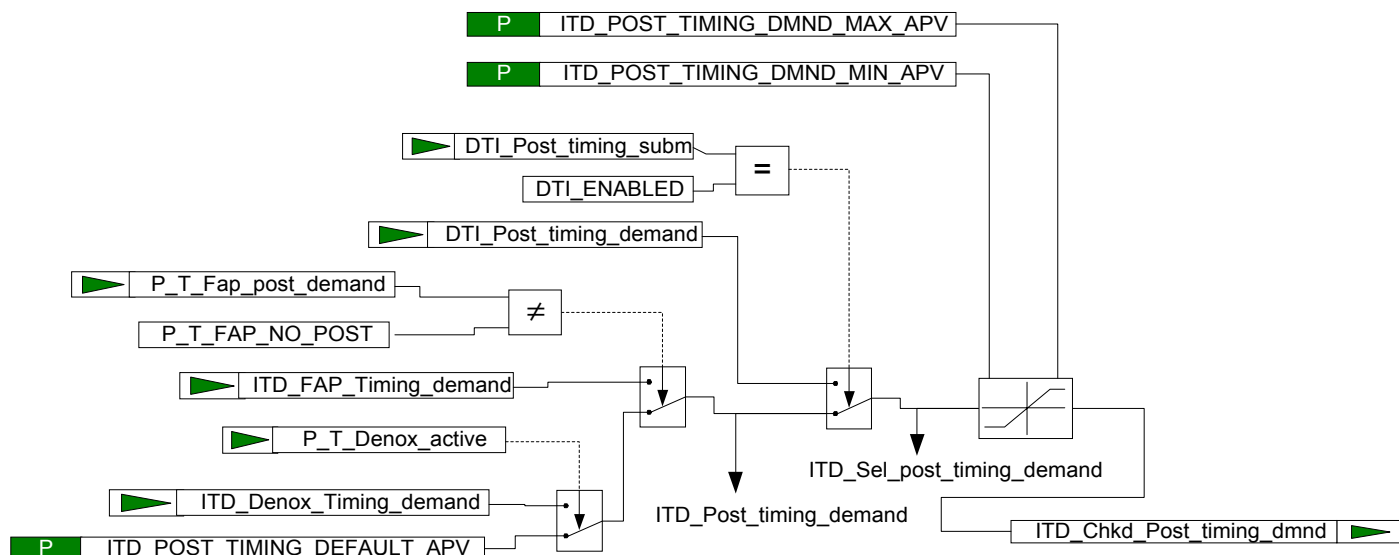 P ITD_POST_TIMING_DMND_MAX_APV
P ITD_POST_TIMING_DMND_MIN_APV
DTI_Post_timing_subm
=
DTI_ENABLED
DTI_Post_timing_demand
P_T_Fap_post_demand
≠
P_T_FAP_NO_POST
ITD_FAP_Timing_demand
P_T_Denox_active
ITD_Sel_post_timing_demand
ITD_Denox_Timing_demand
ITD_Post_timing_demand
ITD_Chkd_Post_timing_dmnd
P ITD_POST_TIMING_DEFAULT_APV